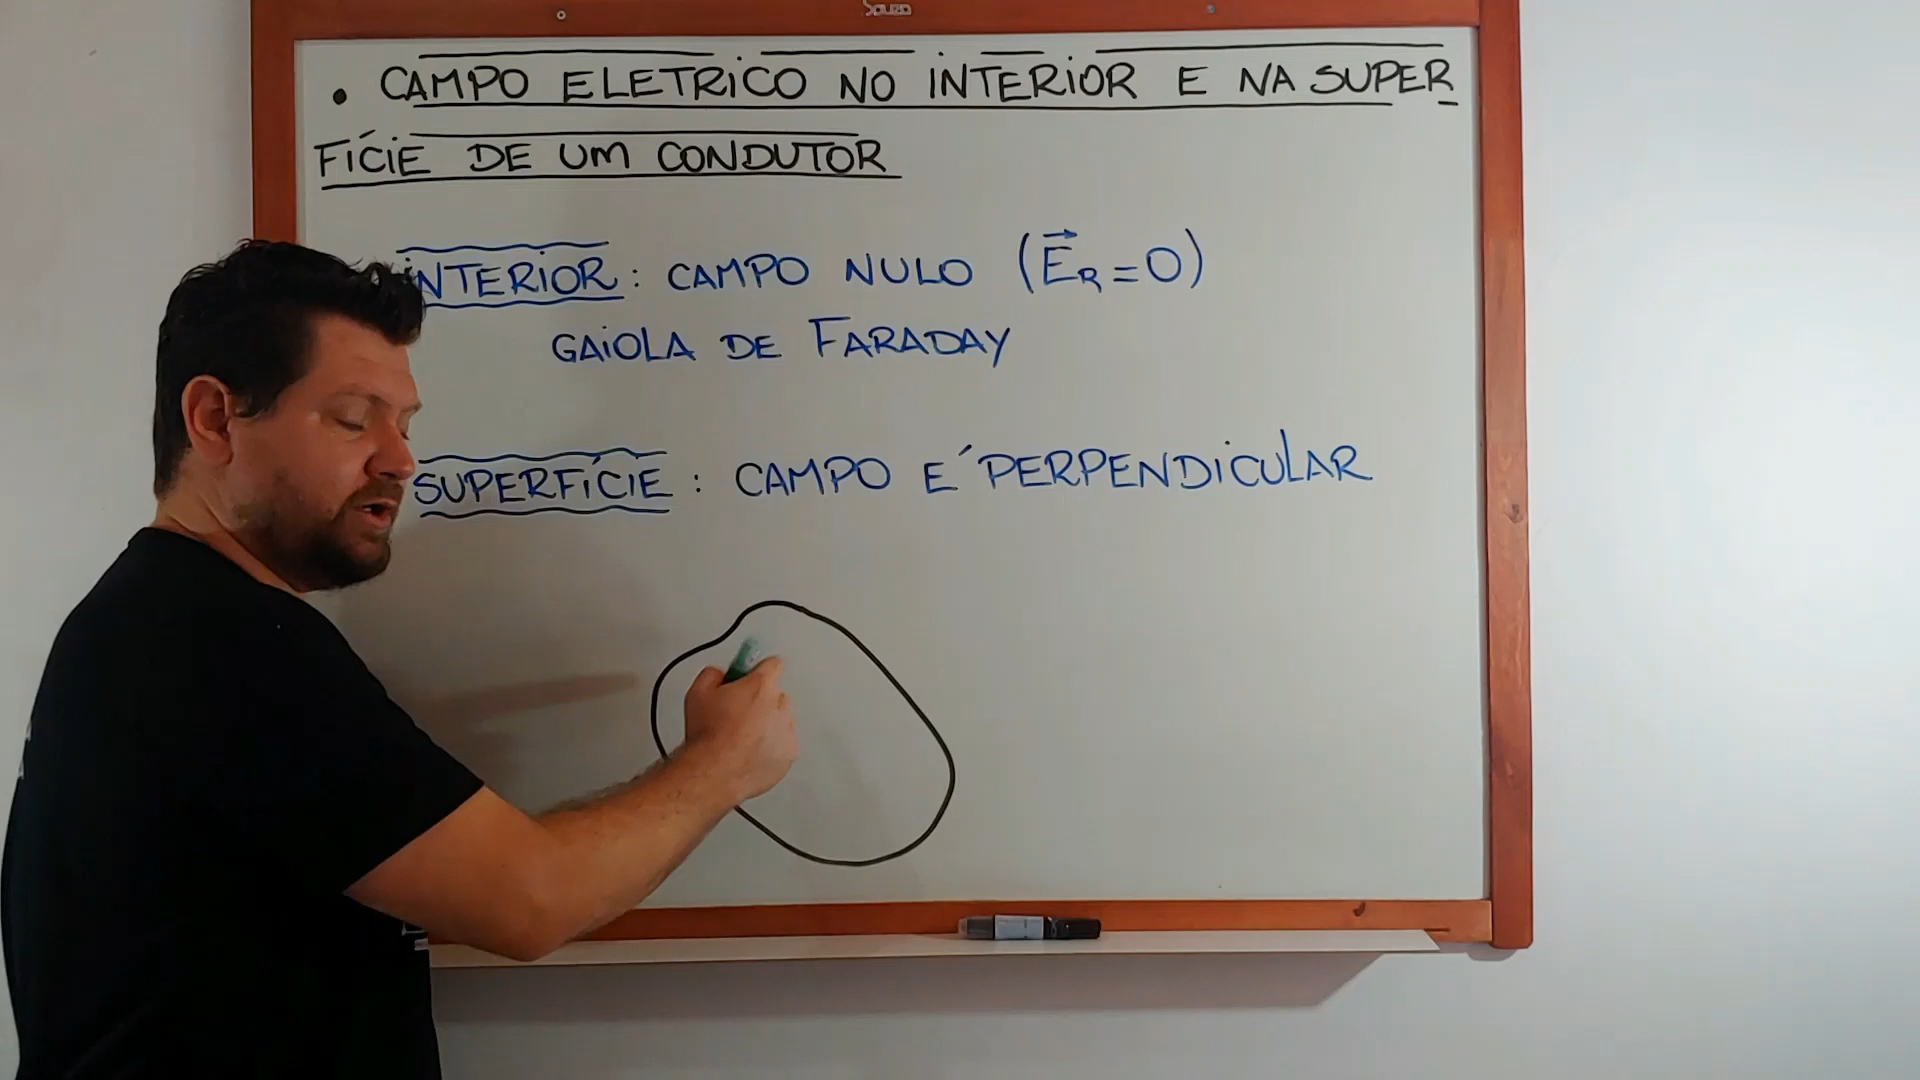 Souza
• CAMPO ELETRICO NO INTERIOR E NA SUPER
FÍCIE DE UM CONDUTOR
INTERIOR: CAMPO NULO (E⃗R=0)
GAIOLA DE FARADAY
SUPERFÍCIE: CAMPO É PERPENDICULAR